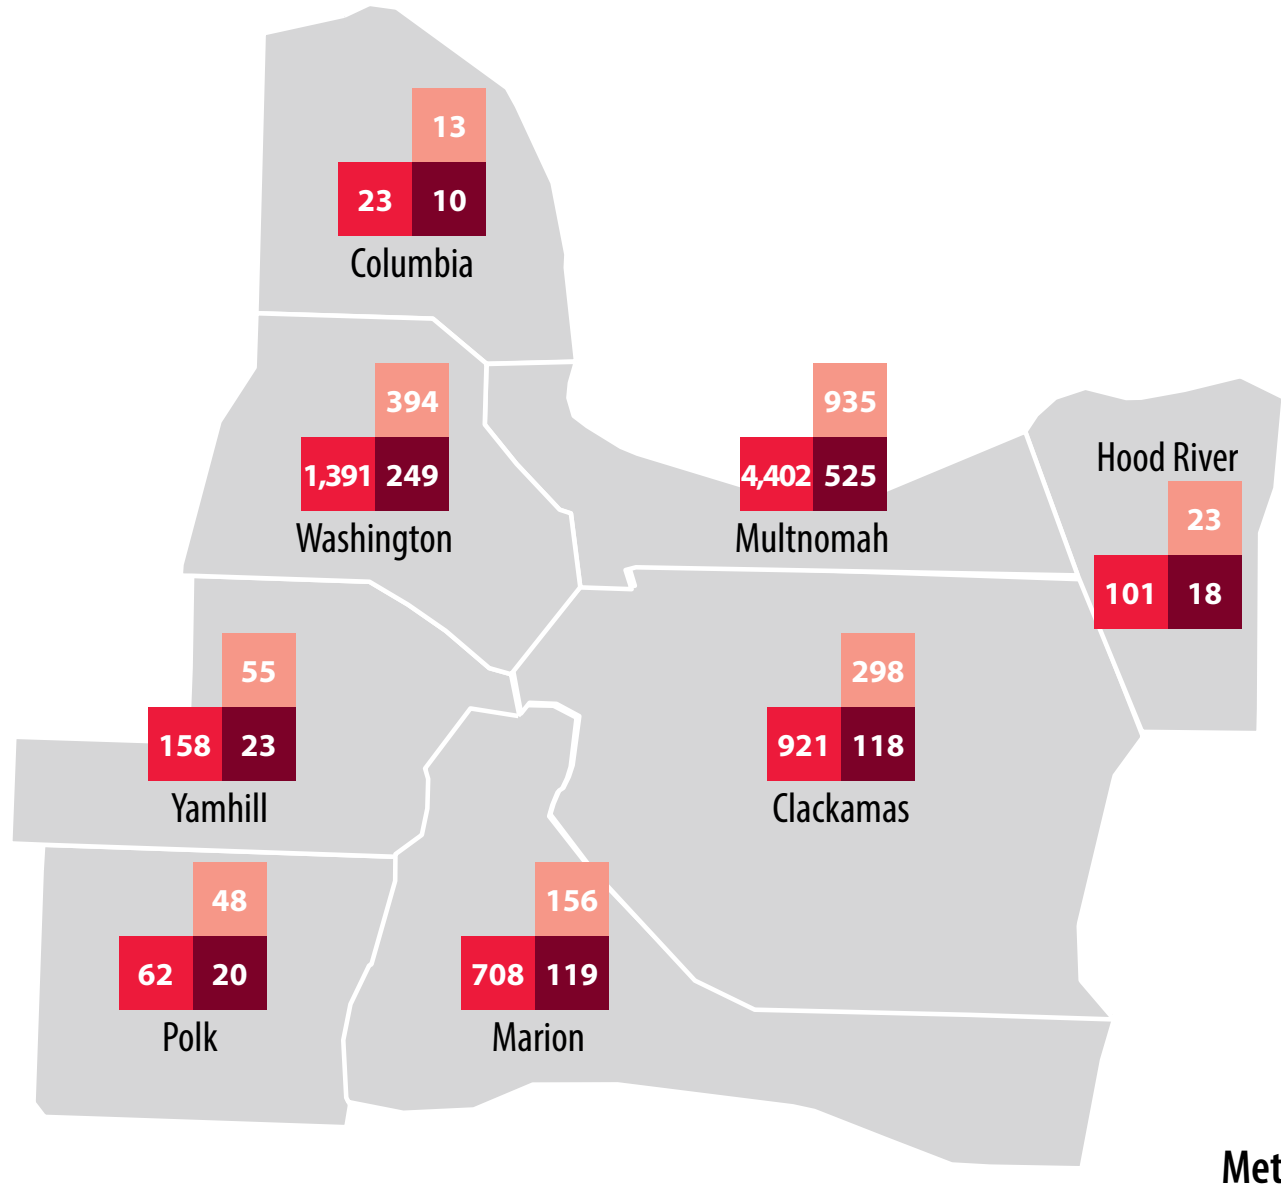 13
23 10
Columbia
394
1,391 249
Washington
935
4,402 525
Multnomah
Hood River
23
101 18
55
158 23
Yamhill
298
921 118
Clackamas
48
62 20
Polk
156
708 119
Marion
Met